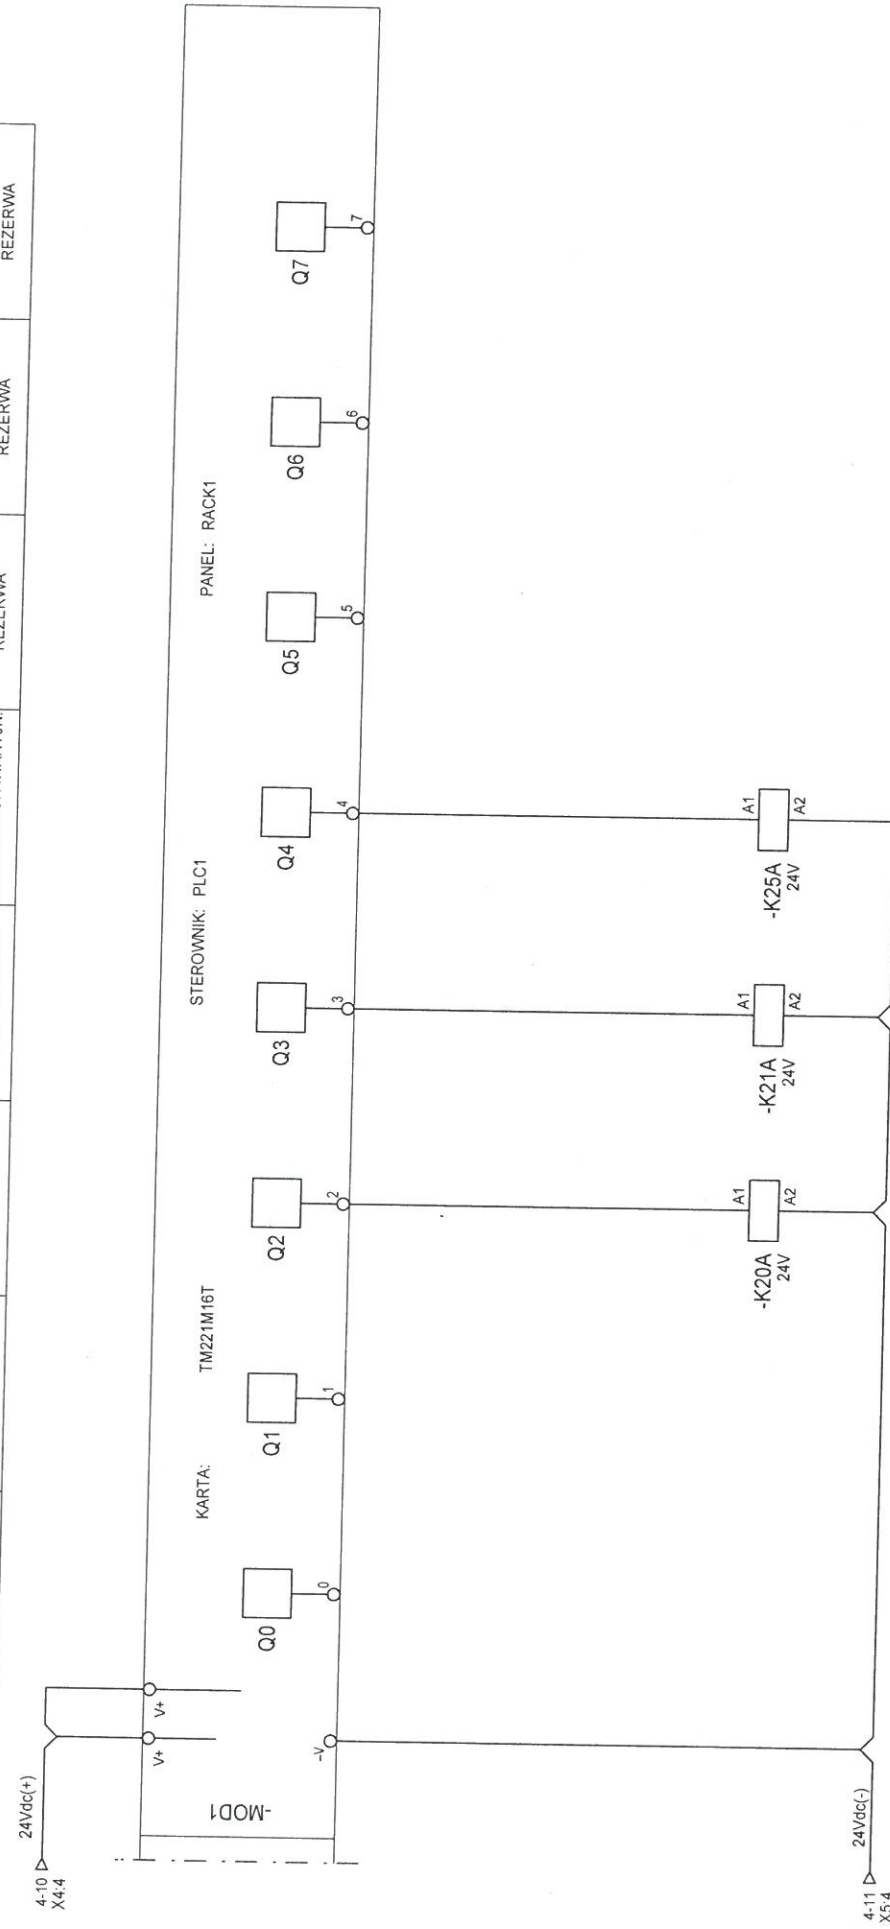 REZERWA
REZERWA
REZERWA
24Vdc(+)
4-10
X4:4
-MOD1
V+
V+
-V
KARTA:
TM221M16T
STEROWNIK: PLC1
PANEL: RACK1
Q0
0
Q1
1
Q2
2
Q3
3
Q4
4
Q5
5
Q6
6
Q7
7
A1
A2
-K20A
24V
A1
A2
-K21A
24V
A1
A2
-K25A
24V
24Vdc(-)
4-11
X5:4